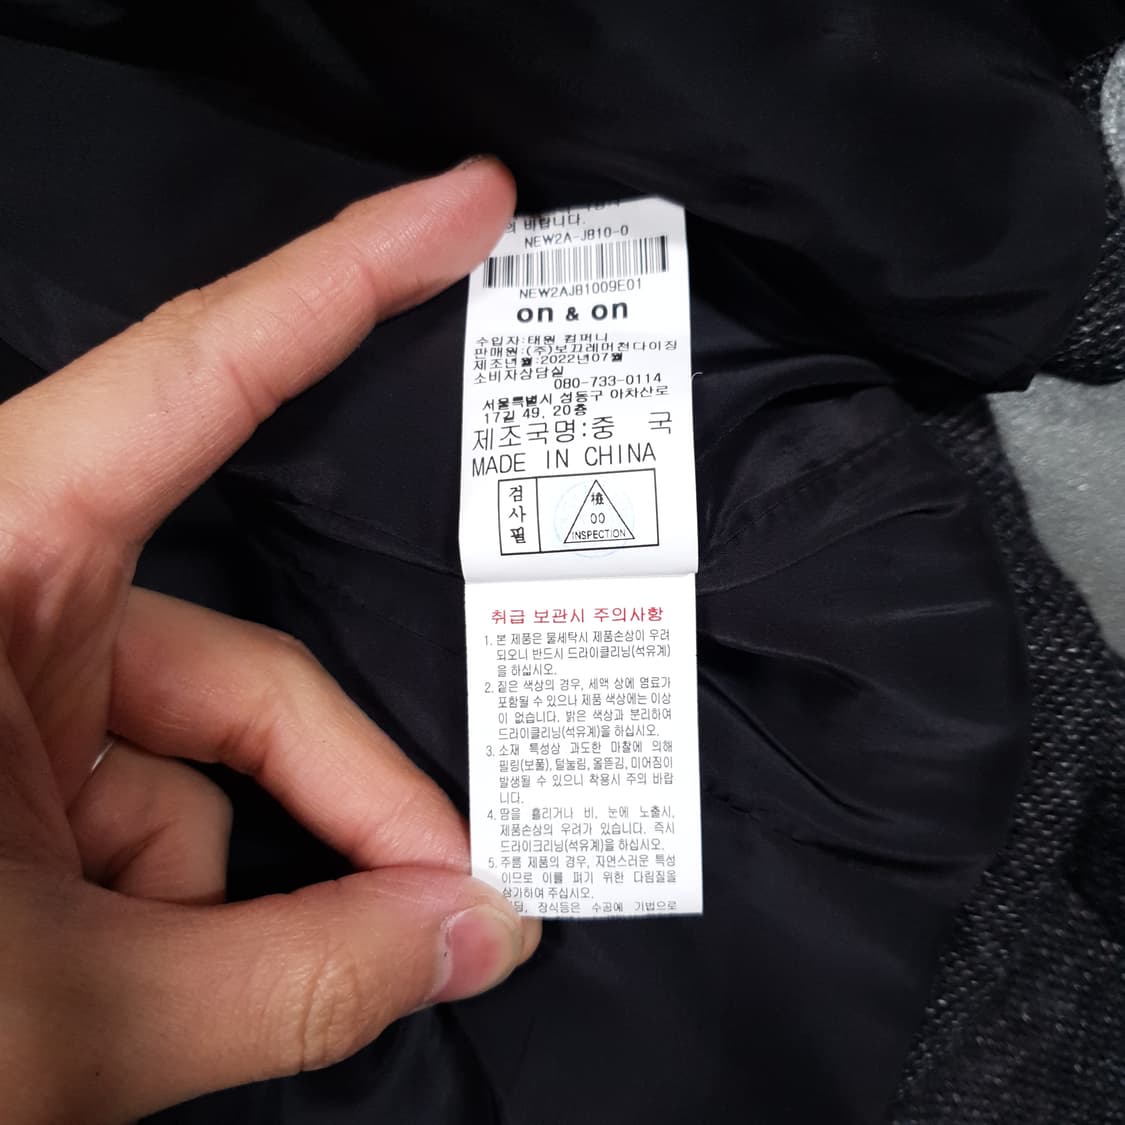 의 바랍니다.
NEW2A-JB10-0
NEW2AJB1009E01
on & on
수입자:태원 컴퍼니
판매원:(주)보끄레머천다이징
제조년월:2022년07월
소비자상담실
080-733-0114
서울특별시 성동구 아차산로
17길 49, 20층
제조국명:중 국
MADE IN CHINA
검사필
檢
00
INSPECTION
취급 보관시 주의사항
1. 본 제품은 물세탁시 제품손상이 우려
되오니 반드시 드라이클리닝(석유계)
을 하십시오.
2. 짙은 색상의 경우, 세액 상에 염료가
포함될 수 있으나 제품 색상에는 이상
이 없습니다. 밝은 색상과 분리하여
드라이클리닝(석유계)을 하십시오.
3. 소재 특성상 과도한 마찰에 의해
필링(보풀), 털눌림, 올뜯김, 미어짐이
발생될 수 있으니 착용시 주의 바랍
니다.
4. 땀을 흘리거나 비, 눈에 노출시,
제품손상의 우려가 있습니다. 즉시
드라이크리닝(석유계)을 하십시오.
5. 주름 제품의 경우, 자연스러운 특성
이므로 이를 펴기 위한 다림질을
삼가하여 주십시오.
장식등은 수공예 기법으로